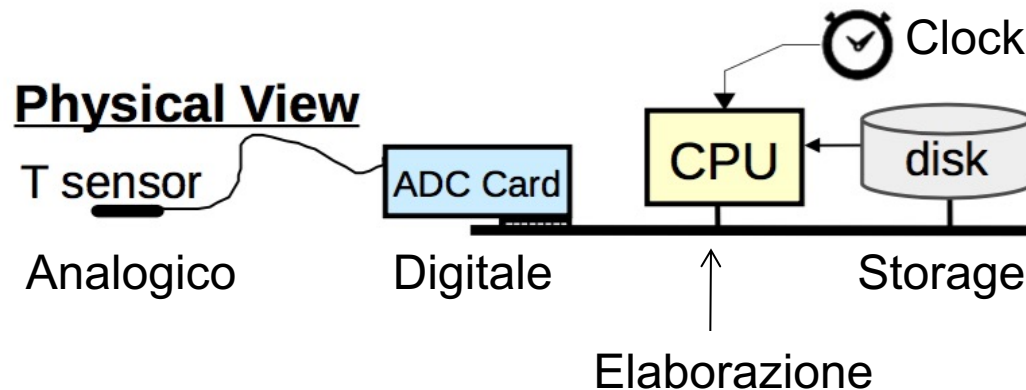 Clock
Physical View
T sensor
ADC Card
CPU
disk
Analogico
Digitale
Storage
Elaborazione